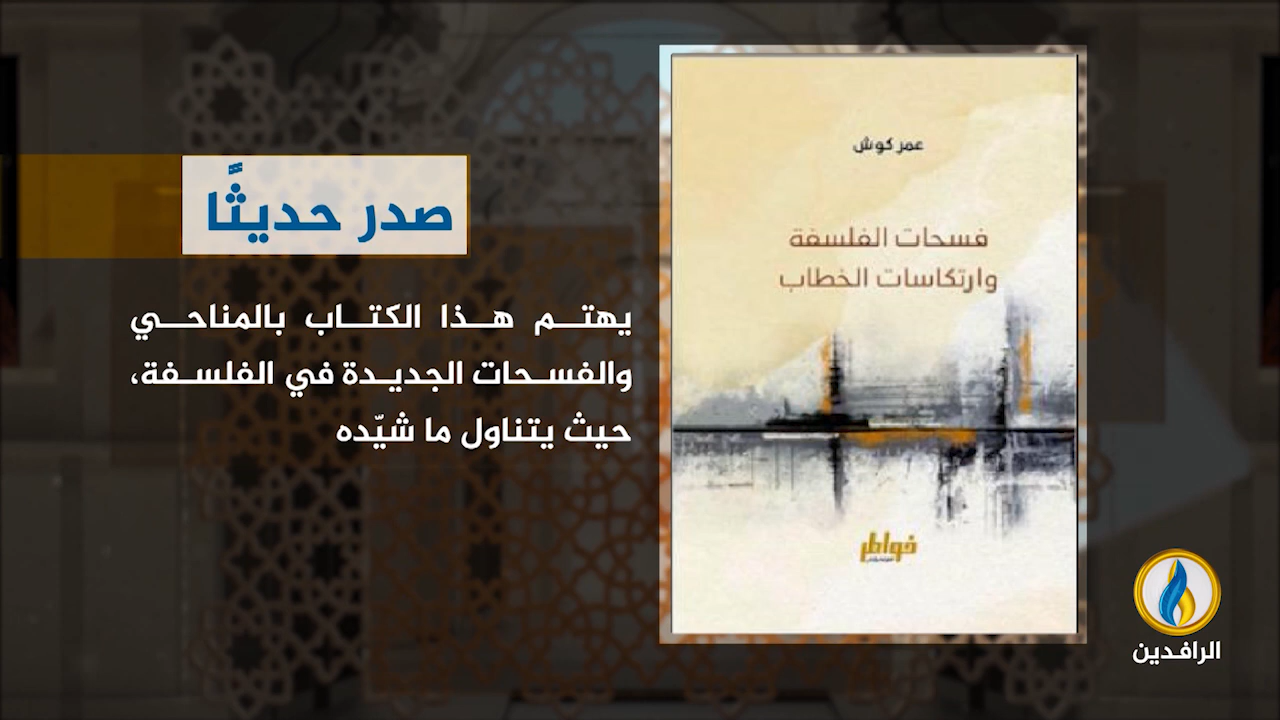 صدر حديثًا
يهتم هذا الكتاب بالمناحي
والفسحات الجديدة في الفلسفة،
حيث يتناول ما شيّده
عمر كوش
فسحات الفلسفة
وارتكاسات الخطاب
خواطر
الرافدين